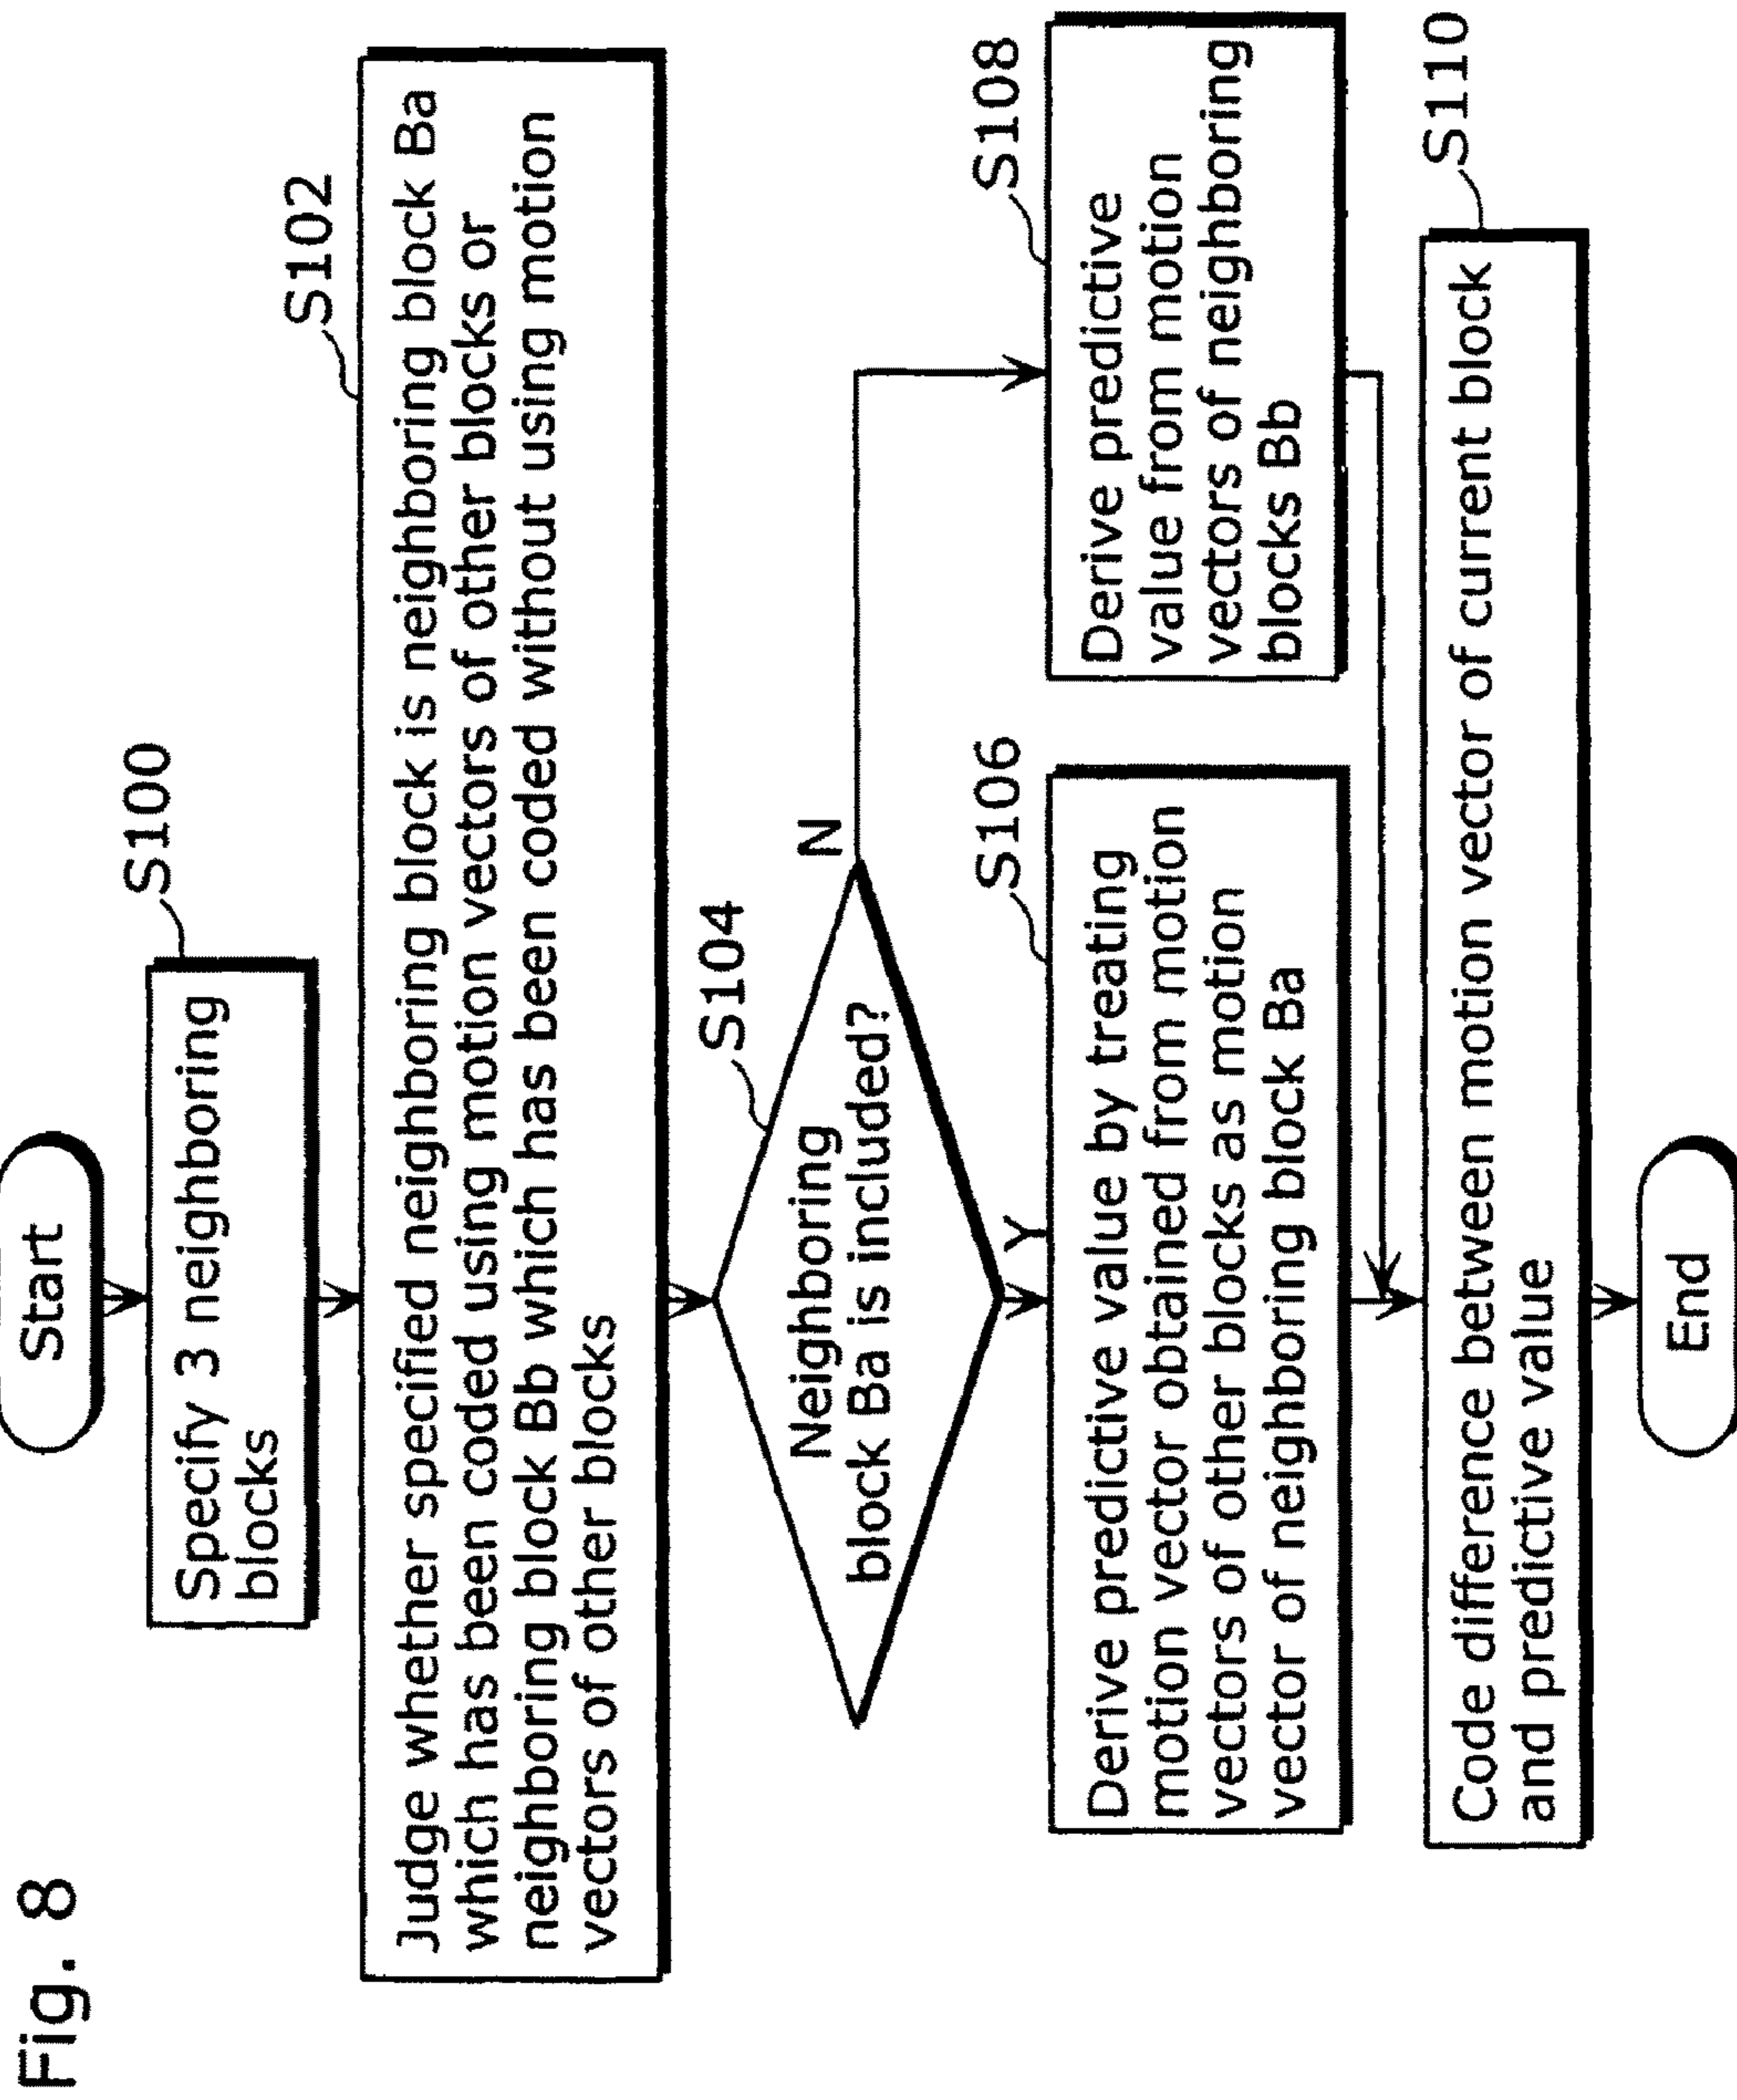 Fig. 8
Start
S100
Specify 3 neighboring
blocks
S102
Judge whether specified neighboring block is neighboring block Ba
which has been coded using motion vectors of other blocks or
neighboring block Bb which has been coded without using motion
vectors of other blocks
S104
Neighboring
block Ba is included?
N
Y
S106
Derive predictive value by treating
motion vector obtained from motion
vectors of other blocks as motion
vector of neighboring block Ba
S108
Derive predictive
value from motion
vectors of neighboring
blocks Bb
S110
Code difference between motion vector of current block
and predictive value
End